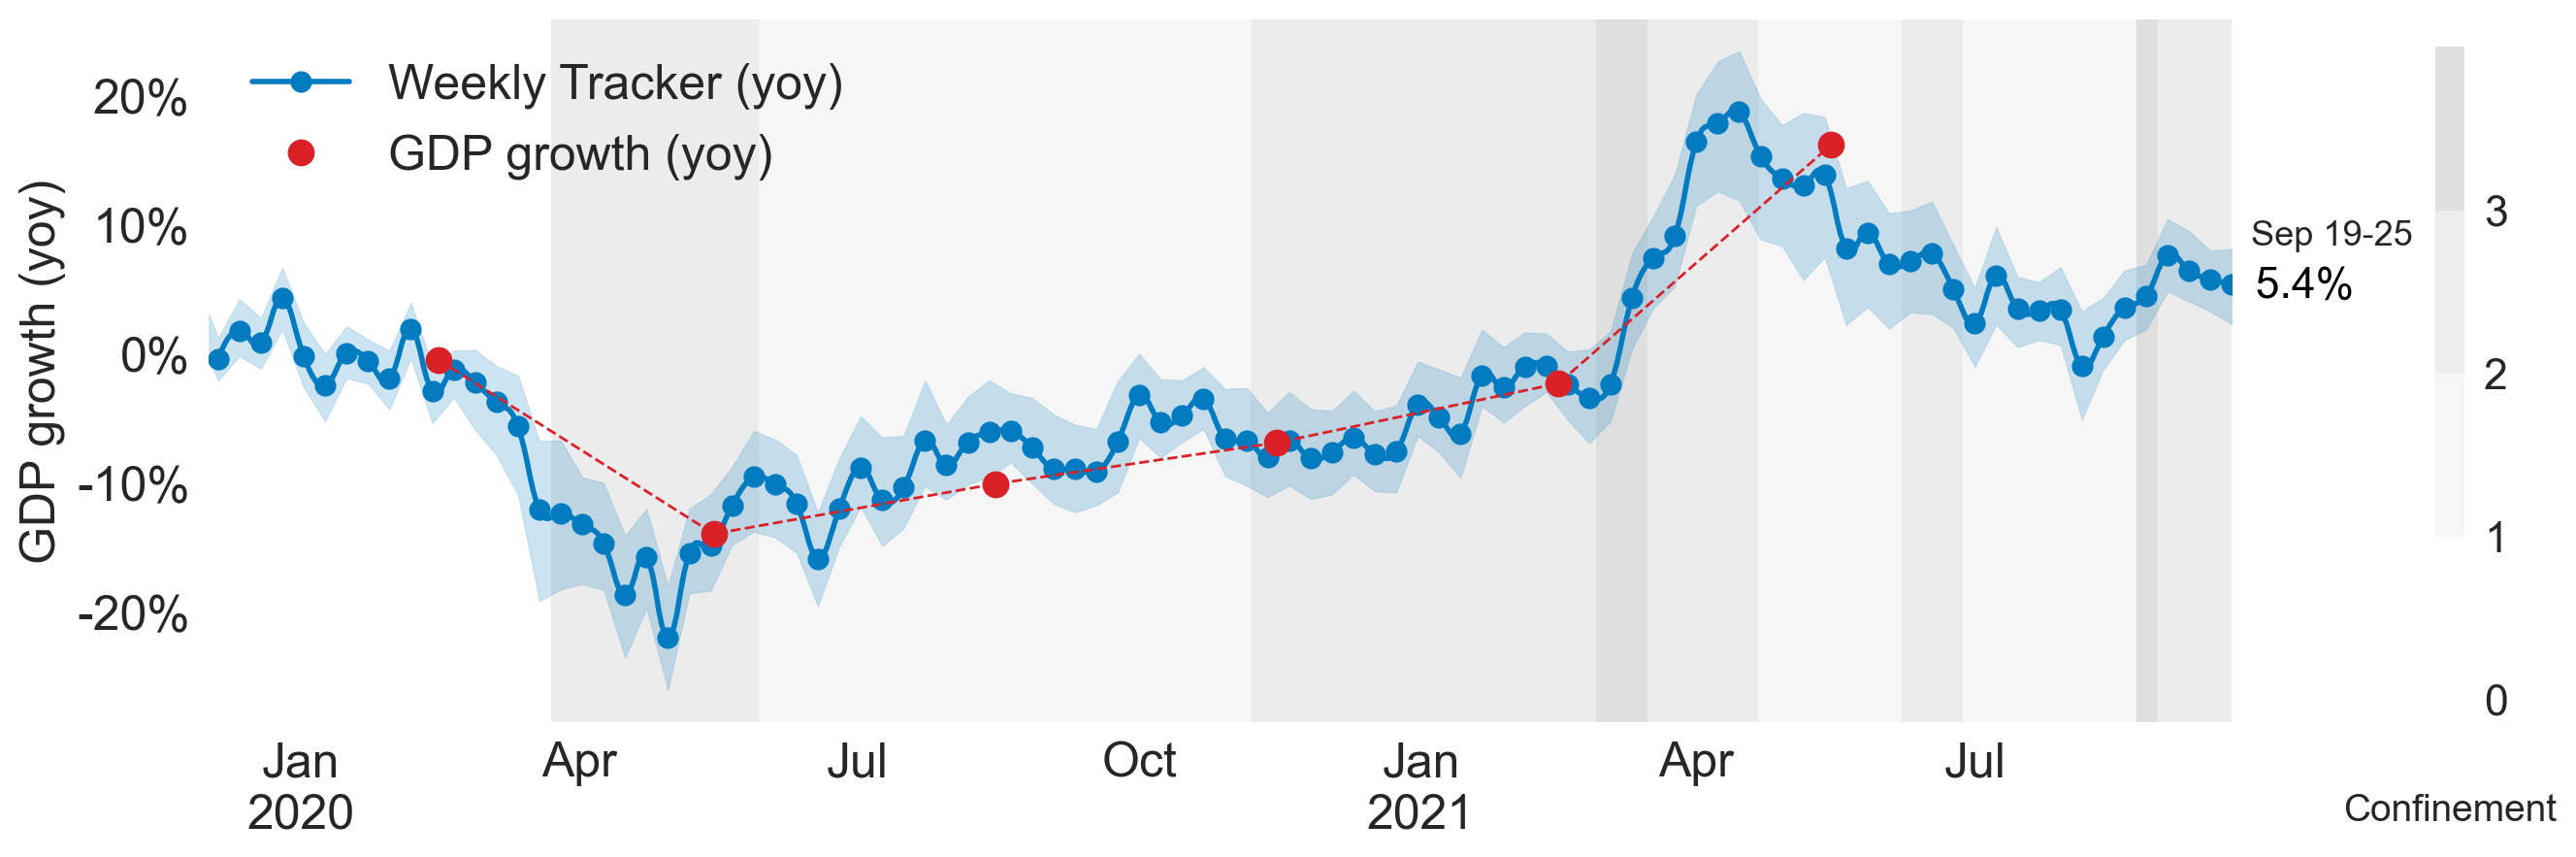 Weekly Tracker (yoy)
GDP growth (yoy)
GDP growth (yoy)
20%
10%
0%
-10%
-20%
Jan
2020
Apr
Jul
Oct
Jan
2021
Apr
Jul
Sep 19-25
5.4%
3
2
1
0
Confinement